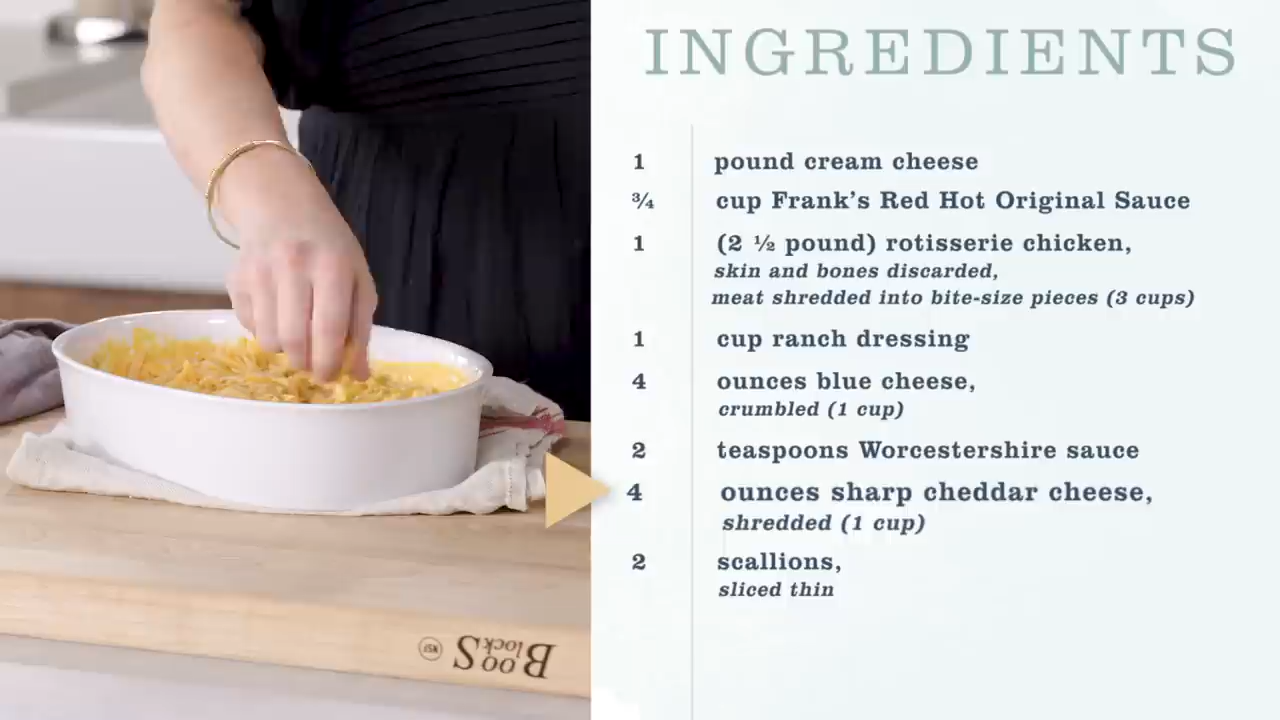 INGREDIENTS
1 pound cream cheese
¾ cup Frank's Red Hot Original Sauce
1 (2 ½ pound) rotisserie chicken,
skin and bones discarded,
meat shredded into bite-size pieces (3 cups)
1 cup ranch dressing
4 ounces blue cheese,
crumbled (1 cup)
2 teaspoons Worcestershire sauce
4 ounces sharp cheddar cheese,
shredded (1 cup)
2 scallions,
sliced thin
BooS
Blocks
NSF